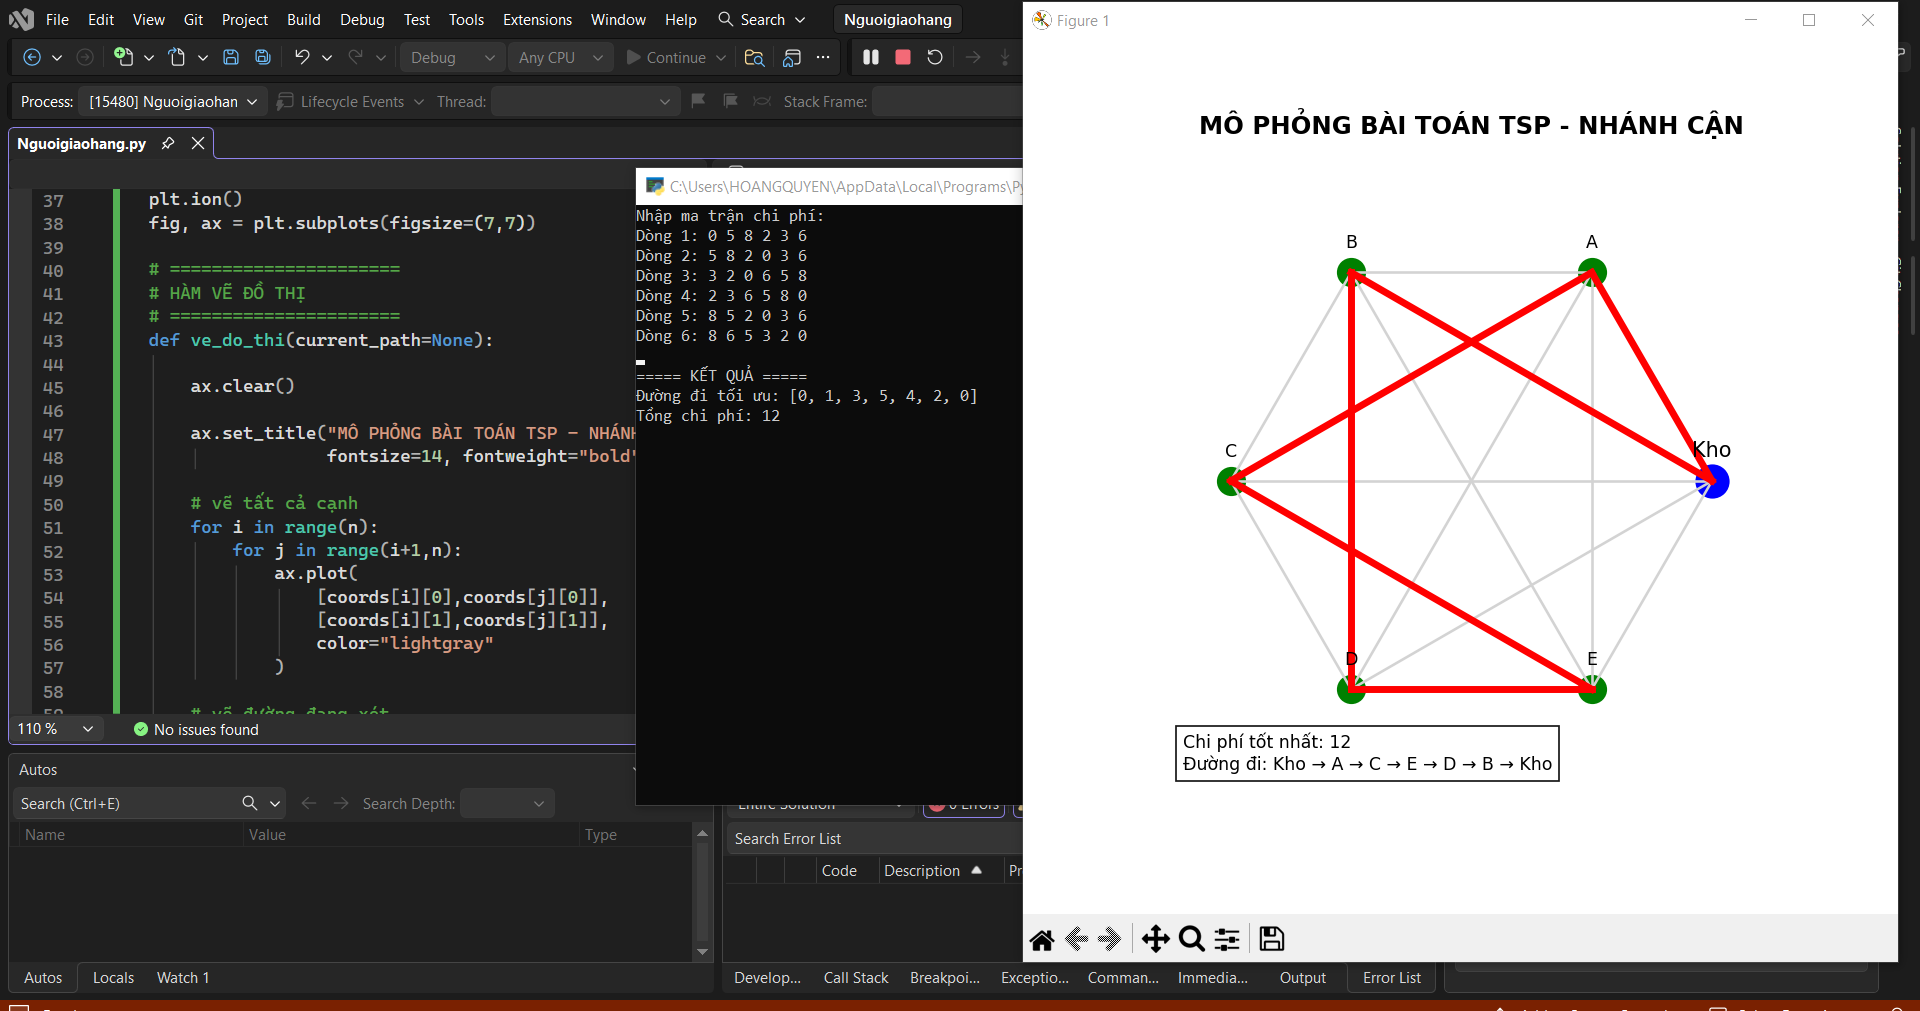 File Edit View Git Project Build Debug Test Tools Extensions Window Help Search Nguoigiaohang
Debug Any CPU Continue
Process: [15480] Nguoigiaohan Lifecycle Events Thread: Stack Frame:
Nguoigiaohang.py
37 plt.ion()
38 fig, ax = plt.subplots(figsize=(7,7))
39
40 # ======================
41 # HÀM VẼ ĐỒ THỊ
42 # ======================
43 def ve_do_thi(current_path=None):
44
45 ax.clear()
46
47 ax.set_title("MÔ PHỎNG BÀI TOÁN TSP - NHÁNH
48 fontsize=14, fontweight="bold"
49
50 # vẽ tất cả cạnh
51 for i in range(n):
52 for j in range(i+1,n):
53 ax.plot(
54 [coords[i][0],coords[j][0]],
55 [coords[i][1],coords[j][1]],
56 color="lightgray"
57 )
58
59 # vẽ đường đang xét
110 % No issues found
Autos
Search (Ctrl+E) Search Depth:
Name Value Type
Autos Locals Watch 1
C:\Users\HOANGQUYEN\AppData\Local\Programs\Py
Nhập ma trận chi phí:
Dòng 1: 0 5 8 2 3 6
Dòng 2: 5 8 2 0 3 6
Dòng 3: 3 2 0 6 5 8
Dòng 4: 2 3 6 5 8 0
Dòng 5: 8 5 2 0 3 6
Dòng 6: 8 6 5 3 2 0
===== KẾT QUẢ =====
Đường đi tối ưu: [0, 1, 3, 5, 4, 2, 0]
Tổng chi phí: 12
Entire Solution 0 Errors
Search Error List
Code Description Pr
Develop... Call Stack Breakpoi... Exceptio... Comman... Immedia... Output Error List
Figure 1
MÔ PHỎNG BÀI TOÁN TSP - NHÁNH CẬN
B A
C Kho
D E
Chi phí tốt nhất: 12
Đường đi: Kho → A → C → E → D → B → Kho